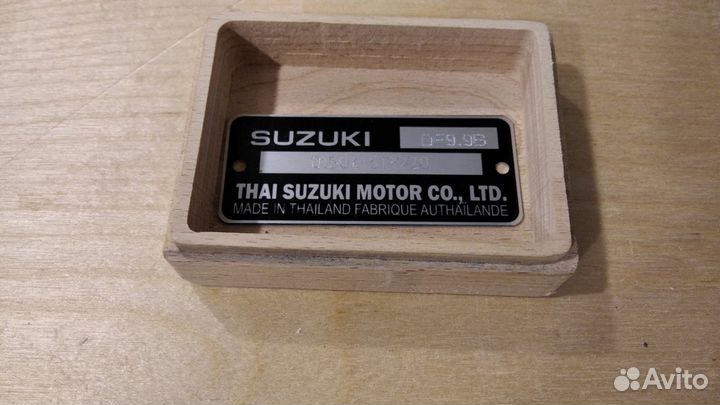 SUZUKI DF9.9B
THAI SUZUKI MOTOR CO., LTD.
MADE IN THAILAND FABRIQUE AUTHAILANDE
Avito